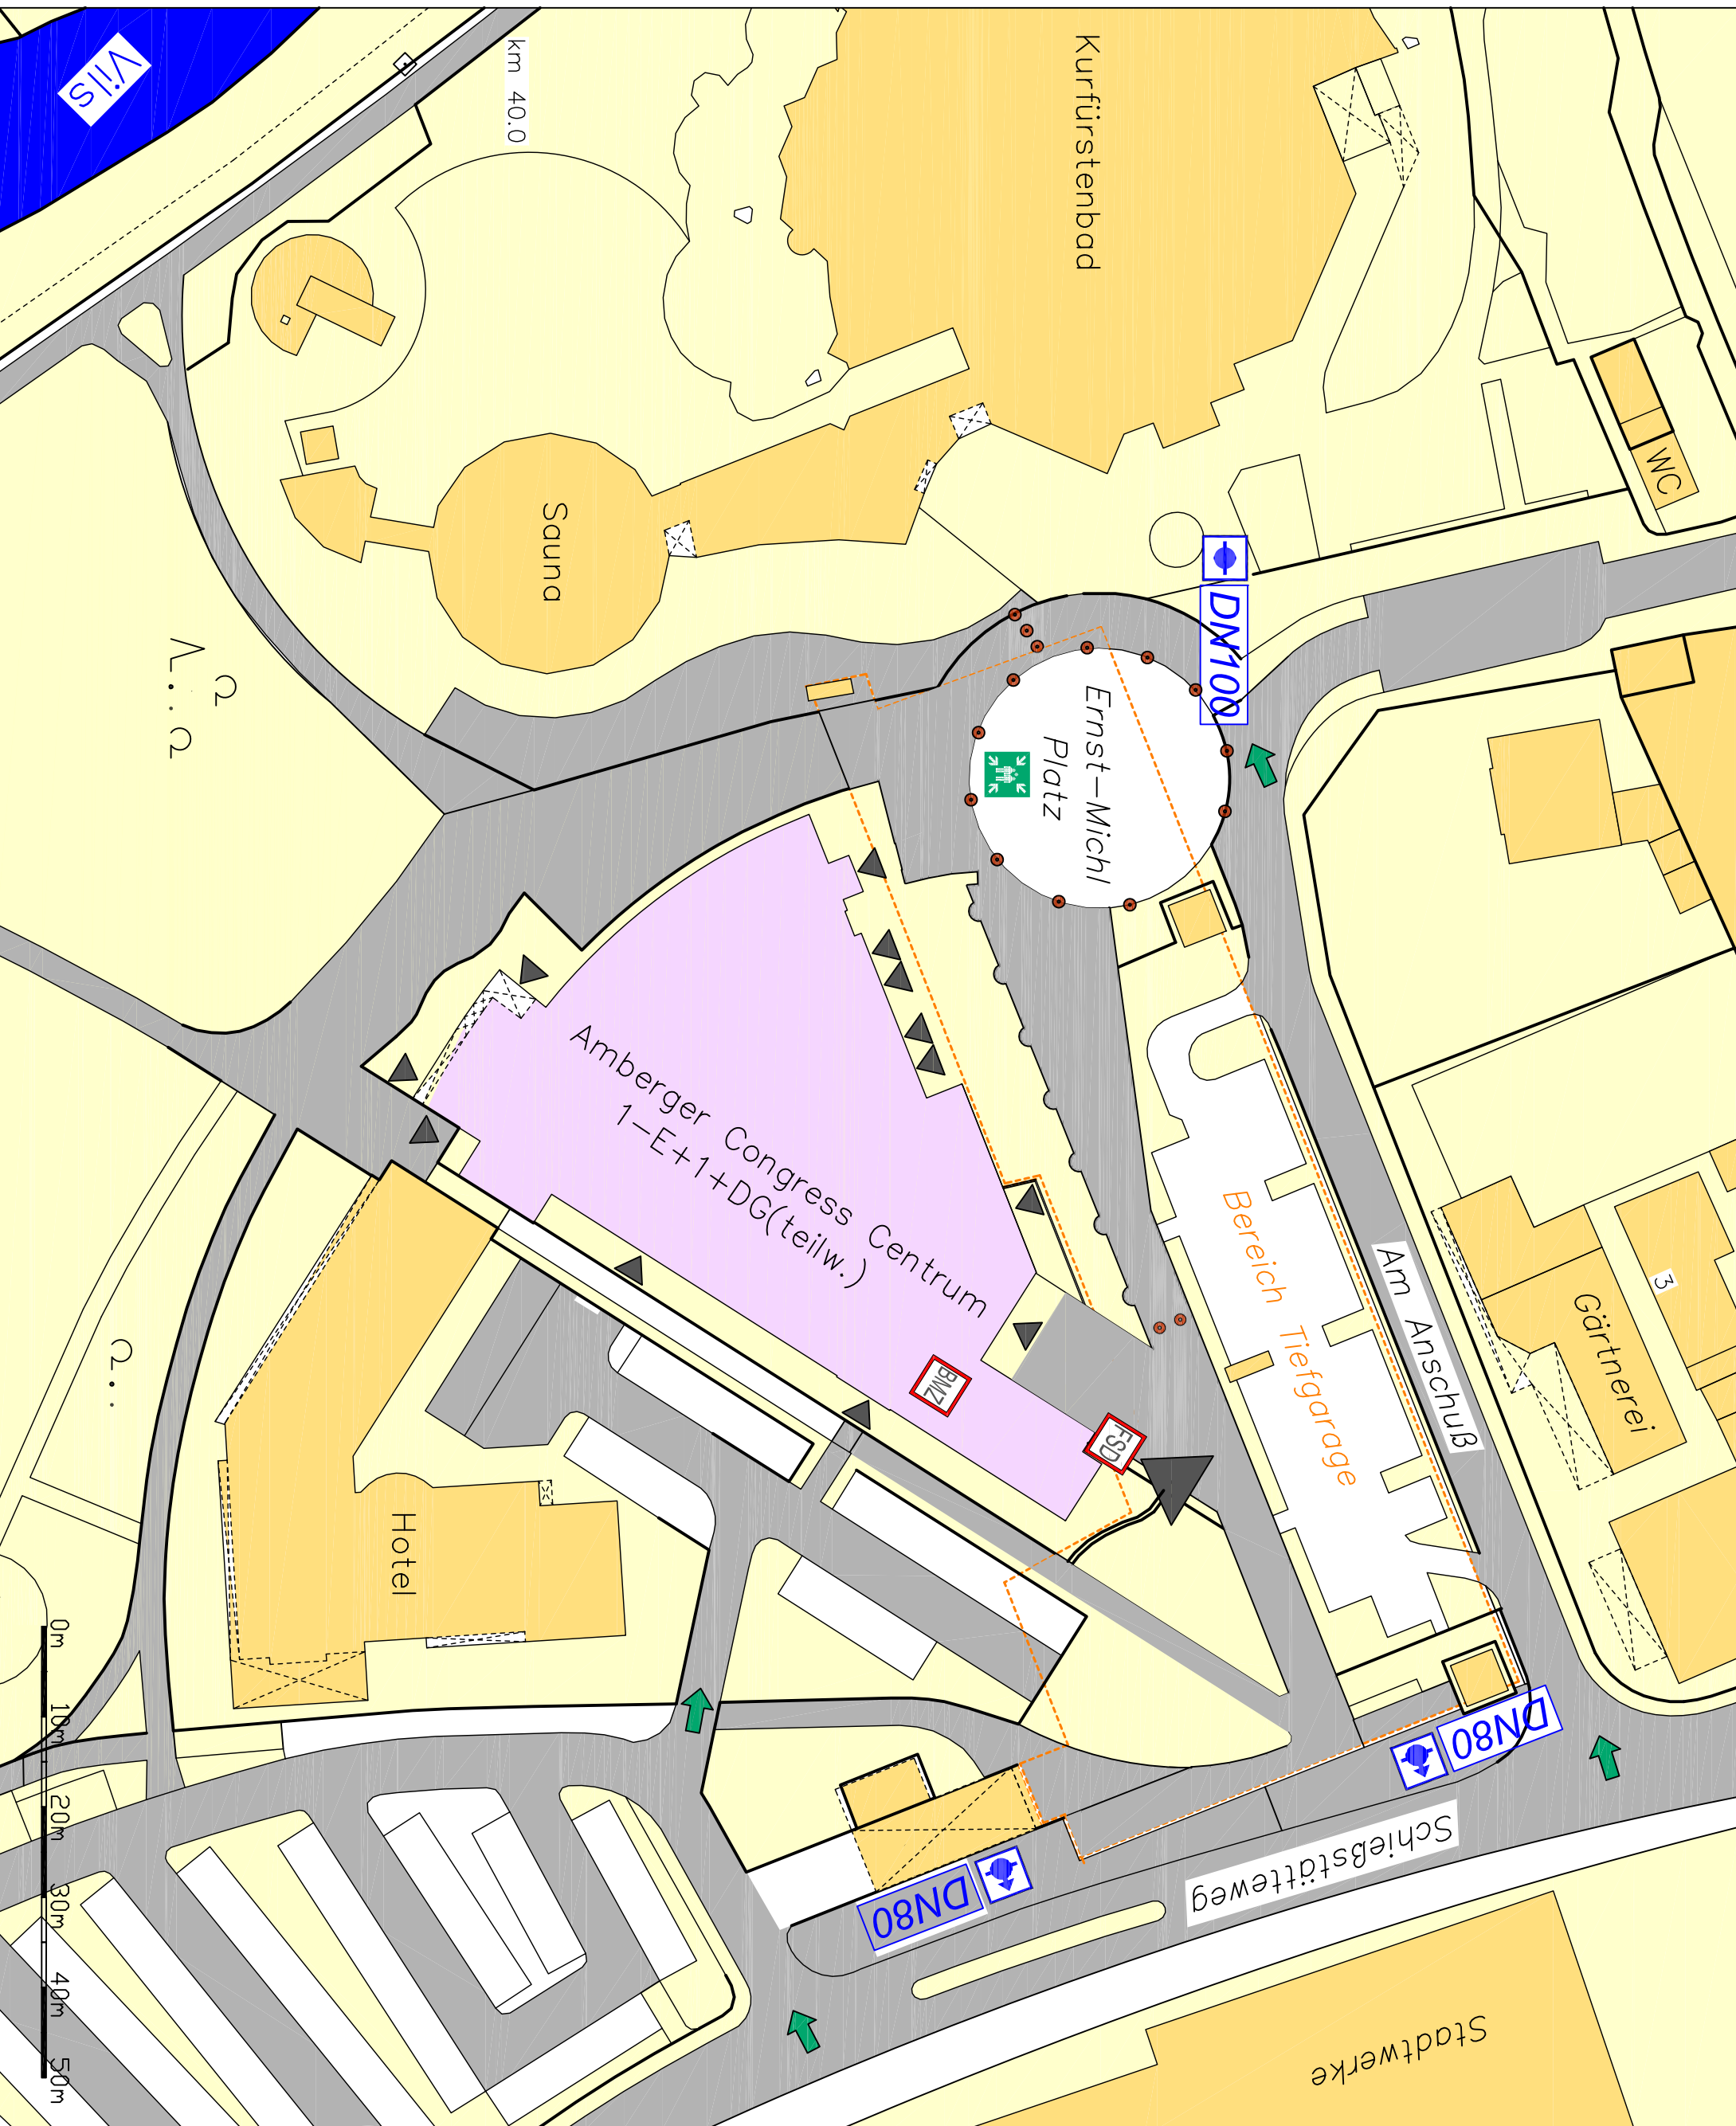 Vils
km 40.0
Kurfürstenbad
WC
Sauna
DN100
Ernst-Michl
Platz
Amberger Congress Centrum
1-E+1+DG(teilw.)
Bereich Tiefgarage
Am Anschuß
Gärtnerei
3
BMZ
FSD
Hotel
DN80
DN80
Schießstätteweg
Stadtwerke
0m 10m 20m 30m 40m 50m